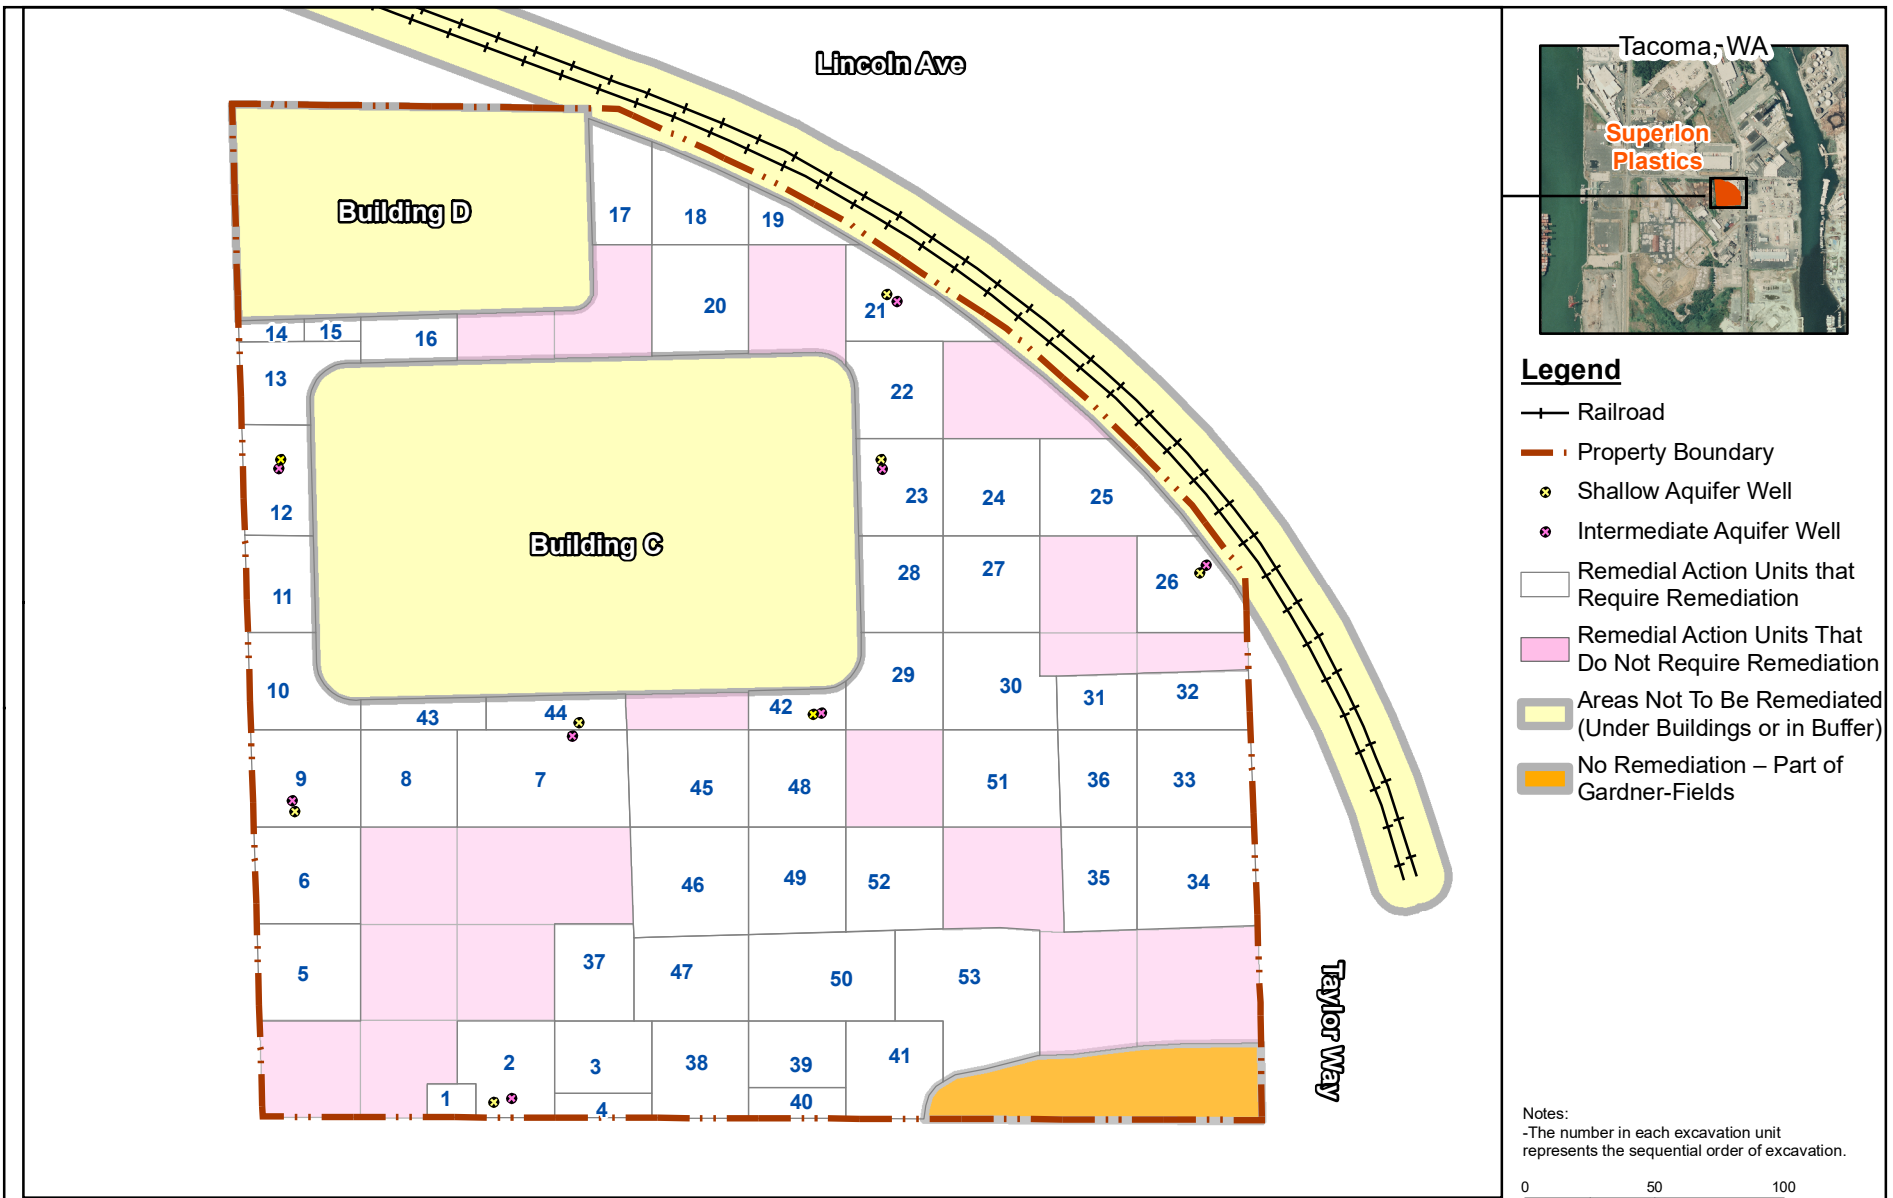 Lincoln Ave
Tacoma, WA
Superlon
Plastics
Building D
17
18
19
20
21
14
15
16
13
22
Legend
Railroad
Property Boundary
Shallow Aquifer Well
Intermediate Aquifer Well
Remedial Action Units that
Require Remediation
Remedial Action Units That
Do Not Require Remediation
Areas Not To Be Remediated
(Under Buildings or in Buffer)
No Remediation – Part of
Gardner-Fields
12
Building C
23
24
25
11
28
27
26
10
29
30
31
32
43
44
42
9
8
7
45
48
51
36
33
6
46
49
52
35
34
5
37
47
50
53
Taylor Way
2
3
38
39
41
1
4
40
Notes:
-The number in each excavation unit
represents the sequential order of excavation.
0 50 100